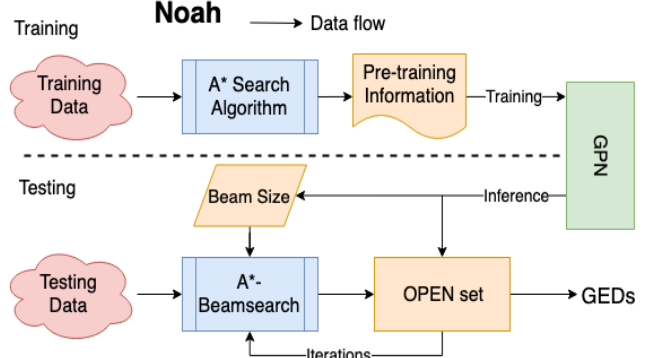 Noah
Data flow
Training
Training
Data
A* Search
Algorithm
Pre-training
Information
Training
GPN
Testing
Beam Size
Inference
Testing
Data
A*-
Beamsearch
OPEN set
GEDs
Iterations